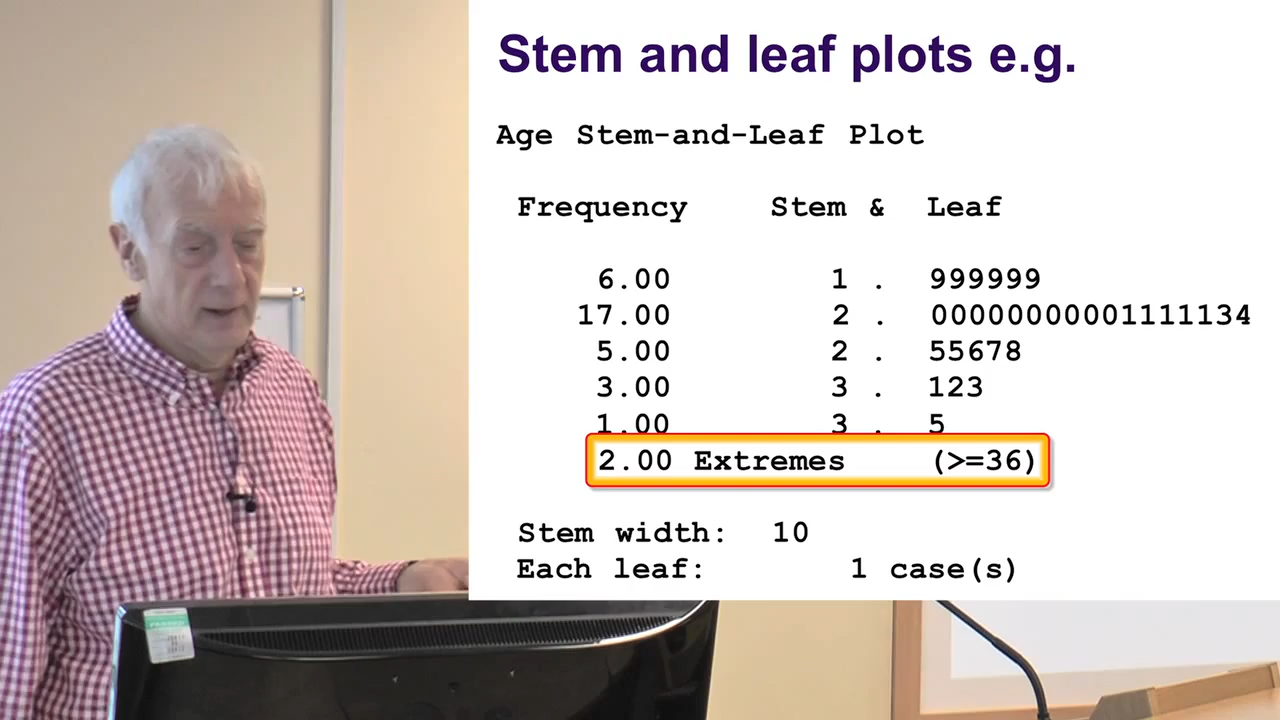 Stem and leaf plots e.g.
Age Stem-and-Leaf Plot
Frequency Stem & Leaf
6.00 1 . 999999
17.00 2 . 00000000001111134
5.00 2 . 55678
3.00 3 . 123
1.00 3 . 5
2.00 Extremes (>=36)
Stem width: 10
Each leaf: 1 case(s)